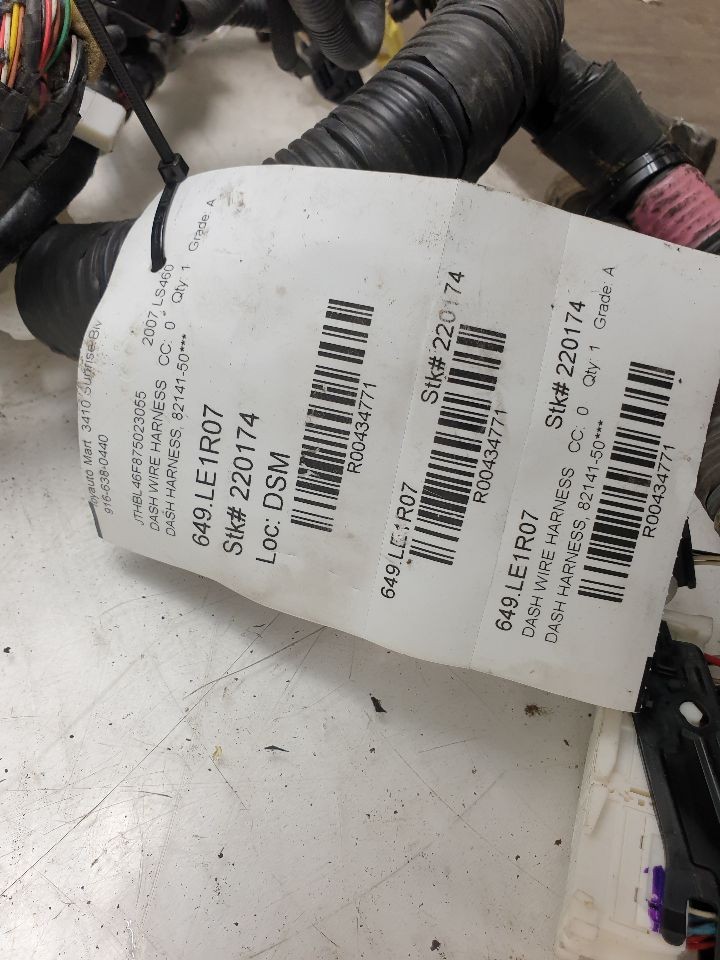 Mart 3410 Sunrise Blv
916-638-0440
JTHBL46F875023055 2007 LS460
DASH WIRE HARNESS CC: 0 Qty: 1 Grade: A
DASH HARNESS, 82141-50***
649.LE1R07
Stk# 220174
Loc: DSM
R00434771
649.LE1R07 Stk# 220174
R00434771
649.LE1R07 Stk# 220174
DASH WIRE HARNESS CC: 0 Qty: 1 Grade: A
DASH HARNESS, 82141-50***
R00434771